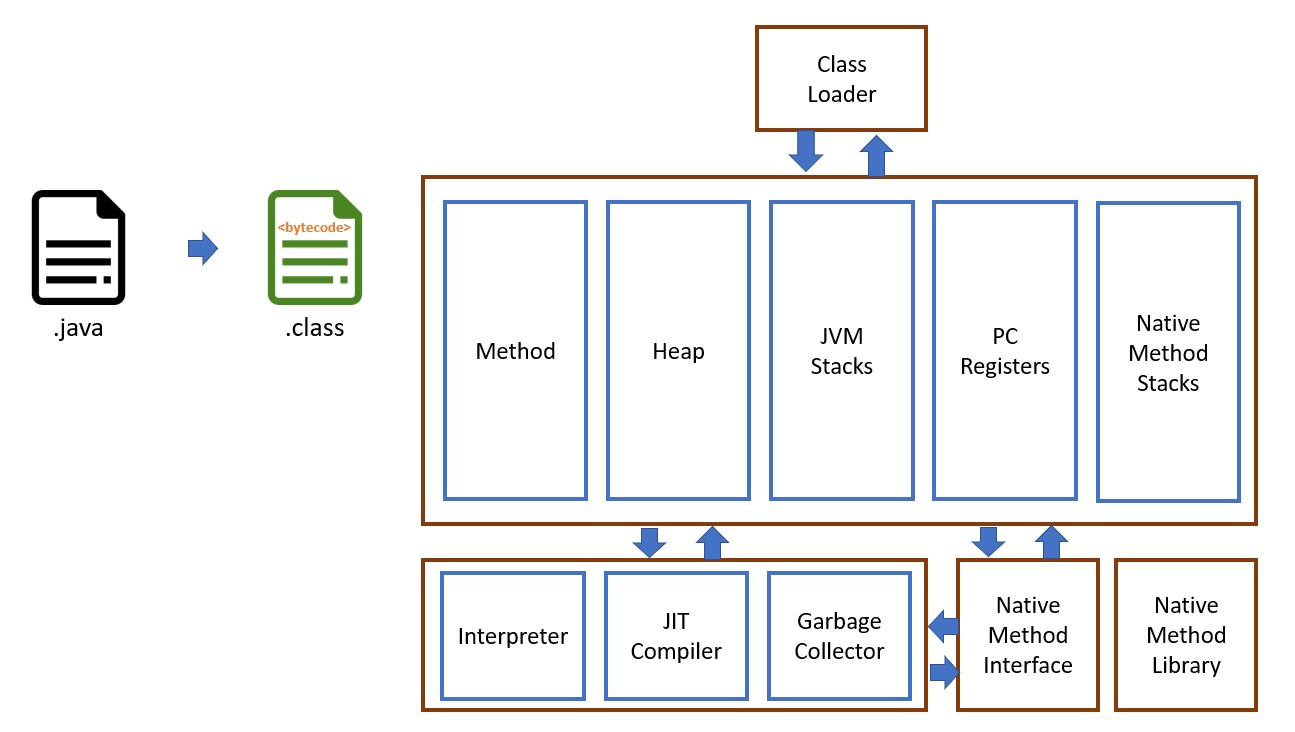 Class
Loader
<bytecode>
.java
.class
Method
Heap
JVM
Stacks
PC
Registers
Native
Method
Stacks
Interpreter
JIT
Compiler
Garbage
Collector
Native
Method
Interface
Native
Method
Library